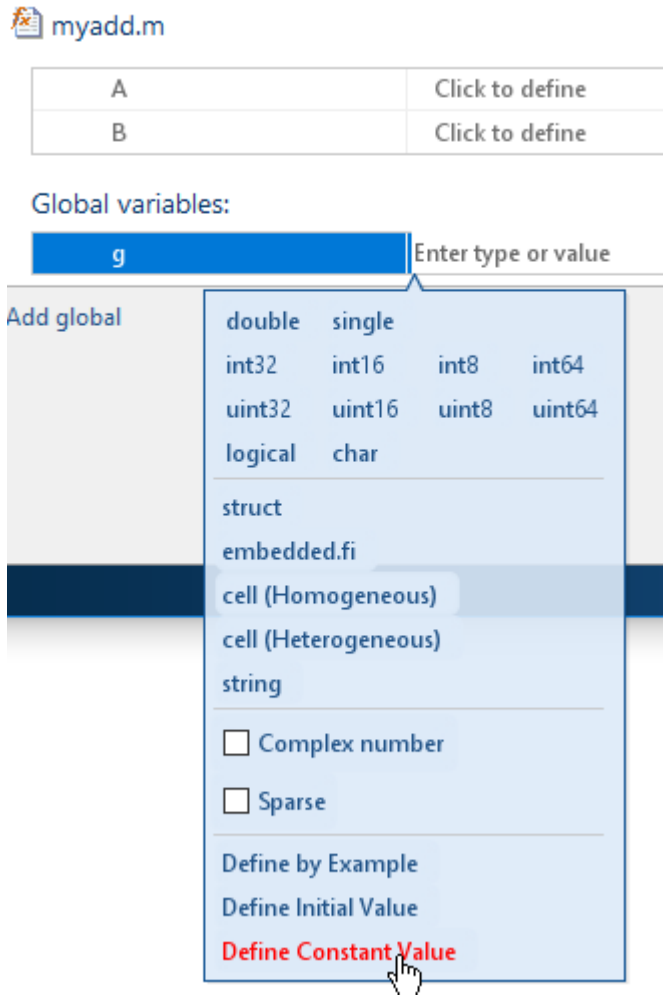 myadd.m
A Click to define
B Click to define
Global variables:
g Enter type or value
Add global
double single
int32 int16 int8 int64
uint32 uint16 uint8 uint64
logical char
struct
embedded.fi
cell (Homogeneous)
cell (Heterogeneous)
string
Complex number
Sparse
Define by Example
Define Initial Value
Define Constant Value